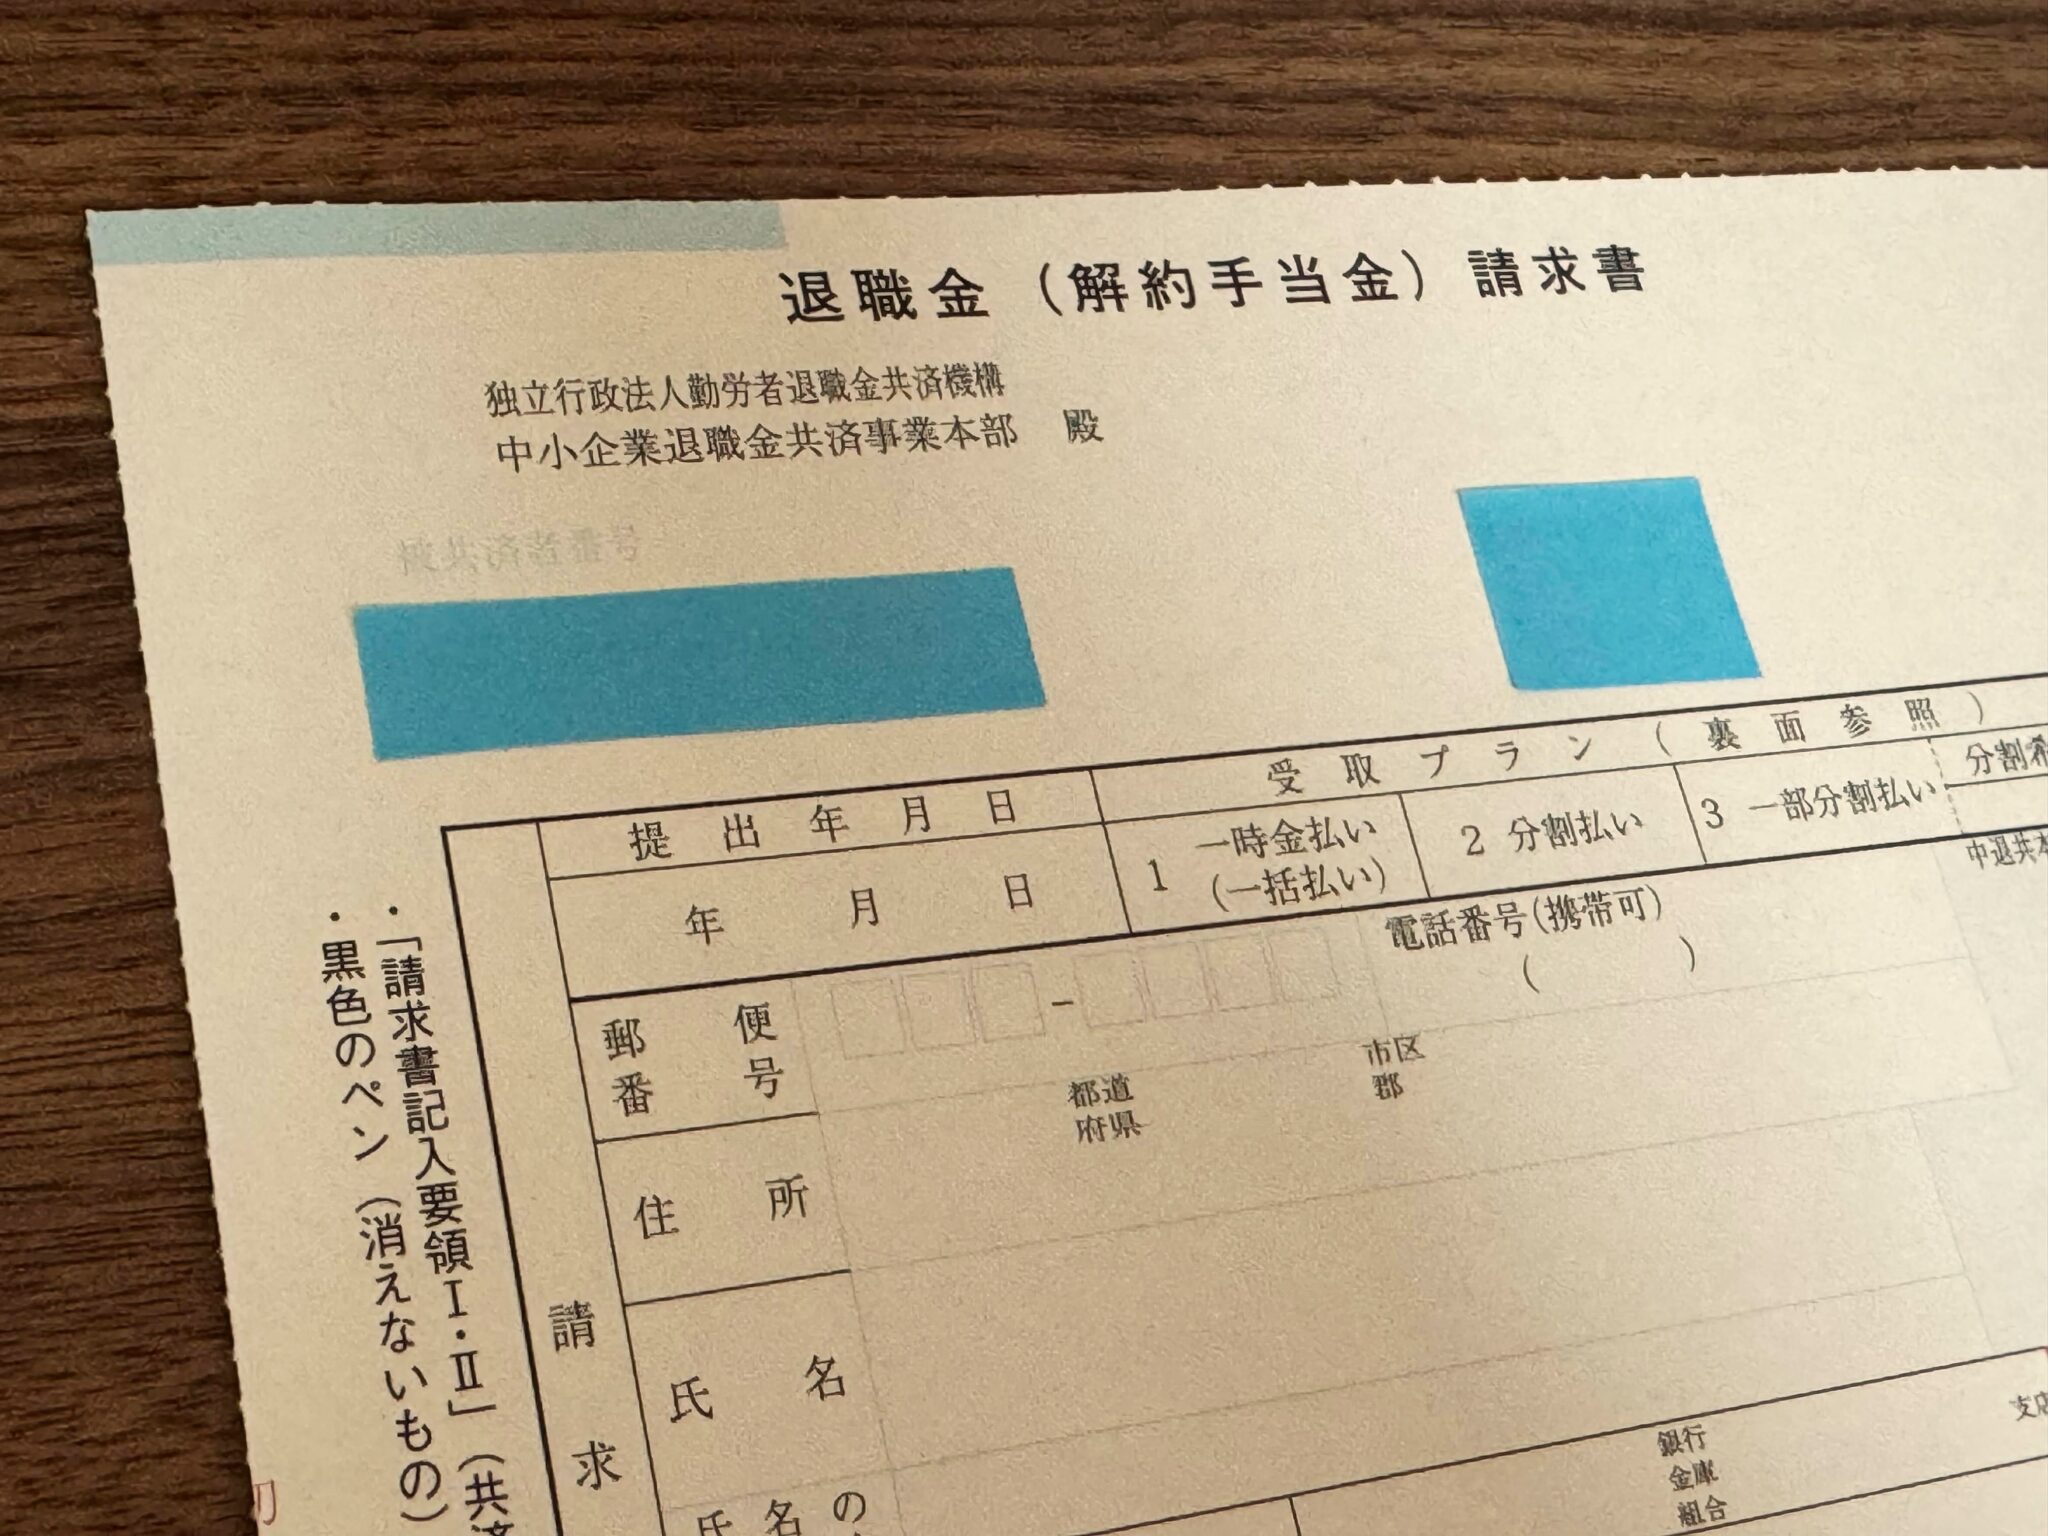 退職金（解約手当金）請求書
独立行政法人勤労者退職金共済機構
中小企業退職金共済事業本部 殿
被共済者番号
提出年月日
受取プラン（裏面参照）
年 月 日
1 一時金払い
（一括払い）
2 分割払い
3 一部分割払い
分割希
中退共本
郵便
番号
－
電話番号（携帯可）
（ ）
都道
府県
市区
郡
住所
氏名
氏名の
請求
銀行
金庫
組合
支店
・「請求書記入要領Ⅰ・Ⅱ」（共済
・黒色のペン（消えないもの）